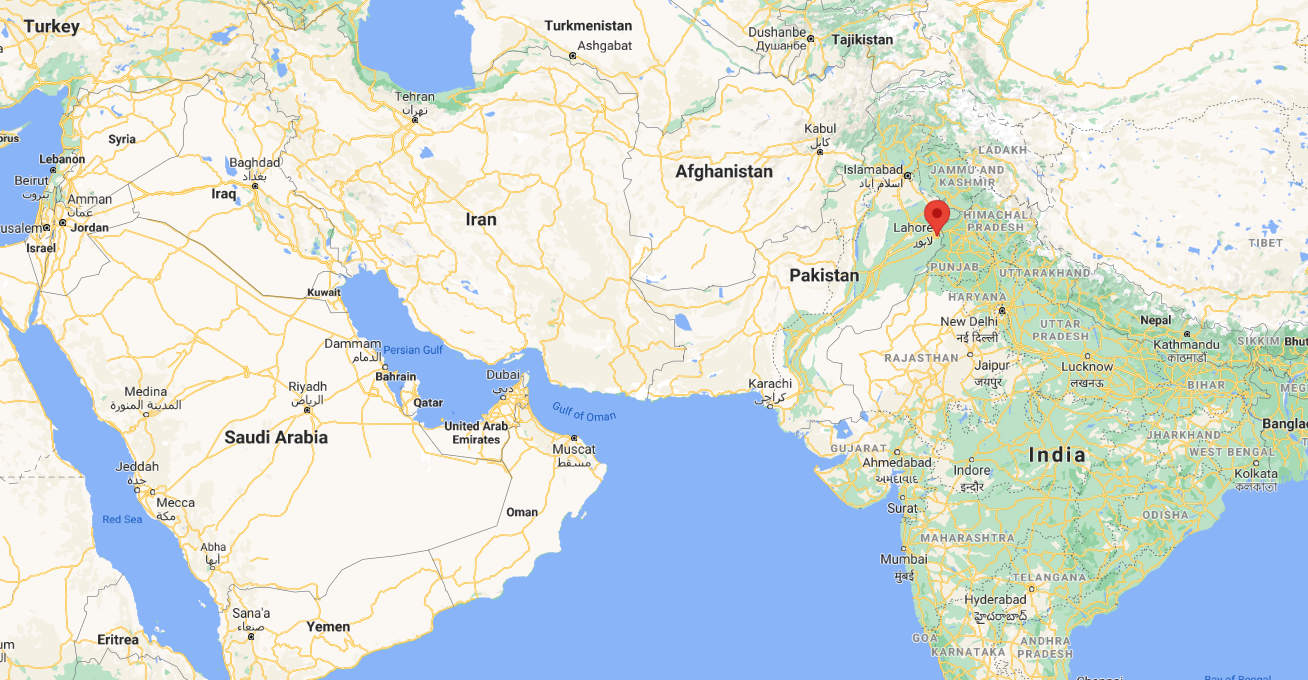 Turkey
Turkmenistan
Ashgabat
Dushanbe
Душанбе
Tajikistan
Tehran
تهران
Syria
Lebanon
Beirut
بيروت
Baghdad
بغداد
Iraq
Amman
عمان
Jordan
Israel
Iran
Kabul
کابل
Afghanistan
Islamabad
اسلام آباد
LADAKH
JAMMU AND
KASHMIR
Lahore
لاہور
HIMACHAL
PRADESH
TIBET
Pakistan
PUNJAB
UTTARAKHAND
Kuwait
HARYANA
New Delhi
नई दिल्ली
UTTAR
PRADESH
Nepal
Kathmandu
काठमाडौं
SIKKIM
Bhut
Dammam
الدمام
Persian Gulf
Bahrain
RAJASTHAN
Jaipur
जयपुर
Lucknow
लखनऊ
BIHAR
MEG
Medina
المدينة المنورة
Riyadh
الرياض
Dubai
دبي
Qatar
Karachi
کراچی
Gulf of Oman
United Arab
Emirates
Saudi Arabia
Muscat
مسقط
GUJARAT
Ahmedabad
અમદાવાદ
Indore
इन्दौर
India
JHARKHAND
WEST BENGAL
Banglad
Kolkata
কলকাতা
Jeddah
جدة
Mecca
مكة
Red Sea
Oman
Surat
ODISHA
Abha
أبها
MAHARASHTRA
Mumbai
मुंबई
TELANGANA
Hyderabad
హైదరాబాద్
Sana'a
صنعاء
Yemen
Eritrea
GOA
KARNATAKA
ANDHRA
PRADESH